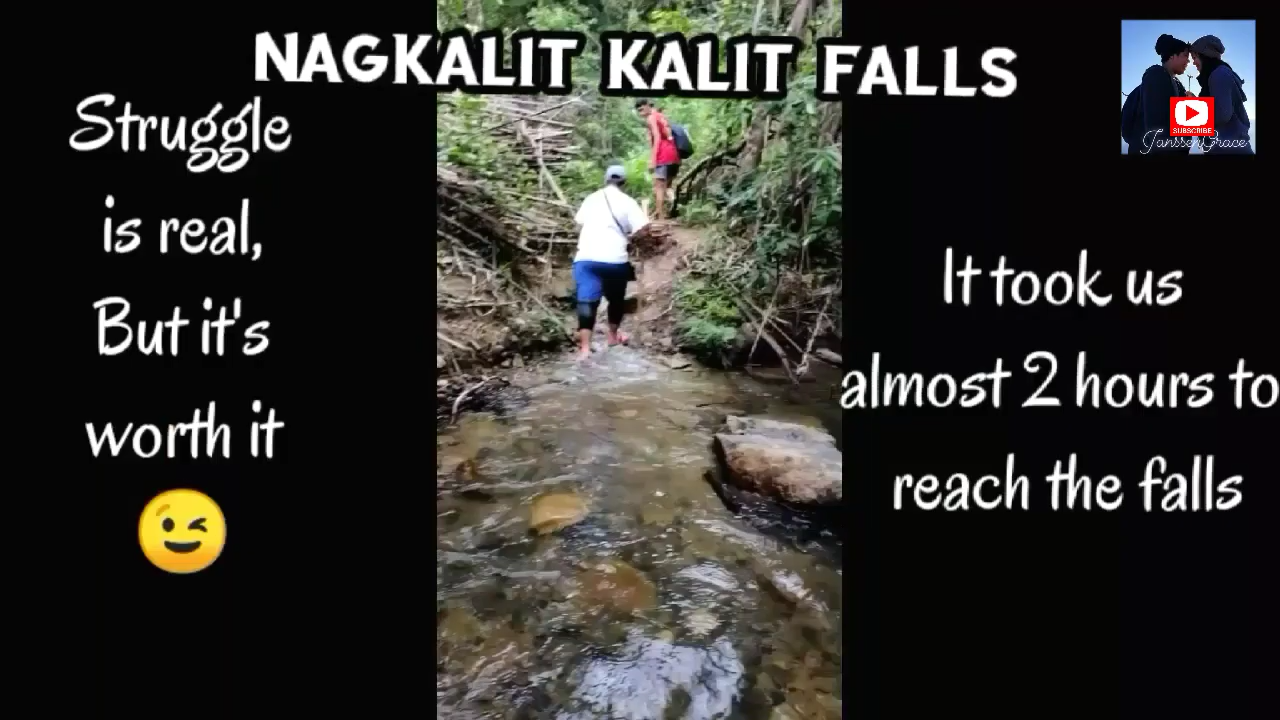 NAGKALIT KALIT FALLS
Struggle
is real,
But it's
worth it
😉
It took us
almost 2 hours to
reach the falls
SUBSCRIBE
JanssenGrace